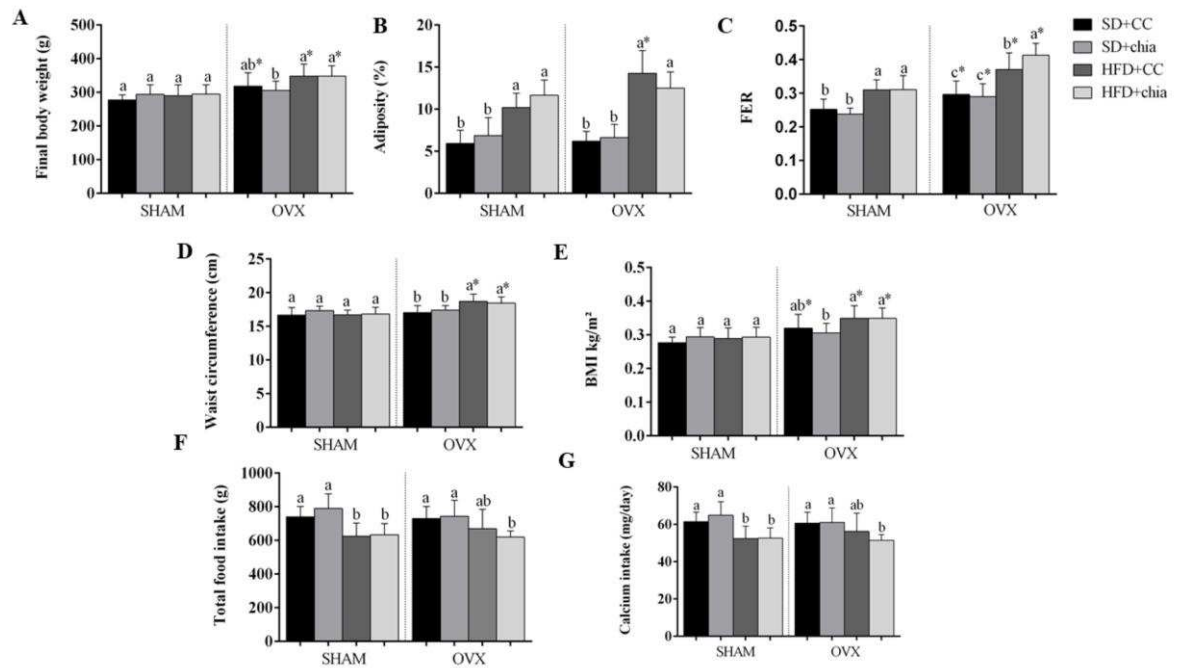 A
Final body weight (g)
500
400
300
200
100
0
a a a a ab* b a* a*
SHAM OVX
B
Adiposity (%)
20
15
10
5
0
b b a a b b a* a
SHAM OVX
C
FER
0.5
0.4
0.3
0.2
0.1
0.0
b b a a c* c* b* a*
SHAM OVX
SD+CC
SD+chia
HFD+CC
HFD+chia
D
Waist circumference (cm)
25
20
15
10
5
0
a a a a b b a* a*
SHAM OVX
E
BMI kg/m²
0.5
0.4
0.3
0.2
0.1
0.0
a a a a ab* b a* a*
SHAM OVX
F
Total food intake (g)
1000
800
600
400
200
0
a a b b a a ab b
SHAM OVX
G
Calcium intake (mg/day)
80
60
40
20
0
a a b b a a ab b
SHAM OVX